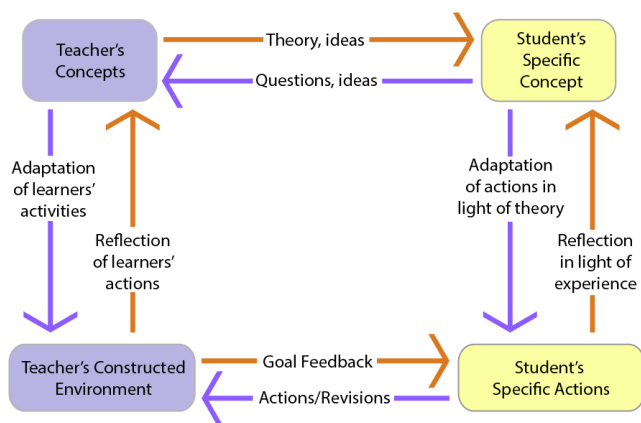 Teacher's
Concepts
Theory, ideas
Questions, ideas
Student's
Specific
Concept
Adaptation
of learners'
activities
Reflection
of learners'
actions
Adaptation
of actions in
light of theory
Reflection
in light of
experience
Teacher's Constructed
Environment
Goal Feedback
Actions/Revisions
Student's
Specific Actions